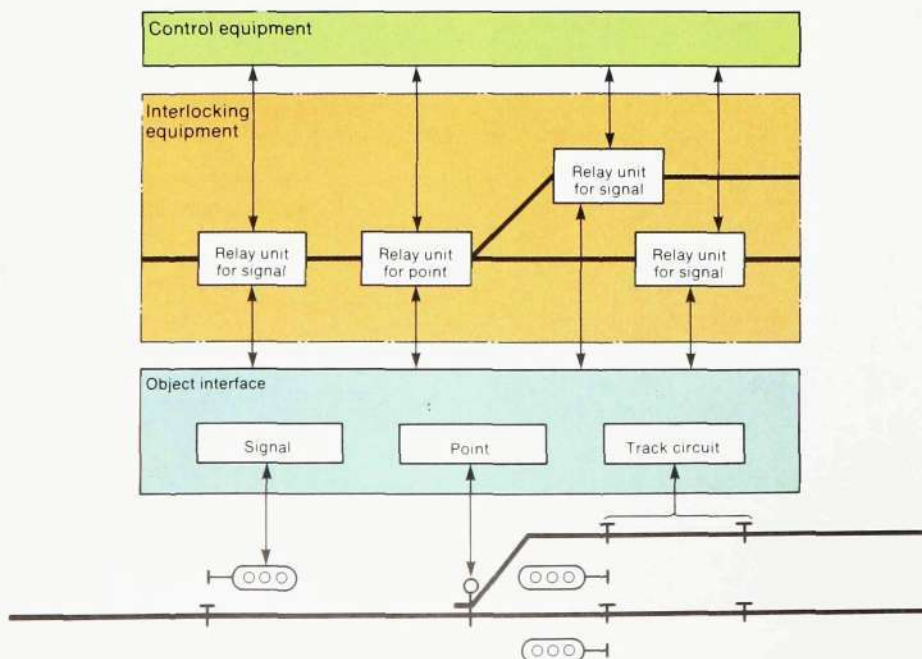 Control equipment
Interlocking
equipment
Relay unit
for signal
Relay unit
for signal
Relay unit
for point
Relay unit
for signal
Object interface
Signal
Point
Track circuit